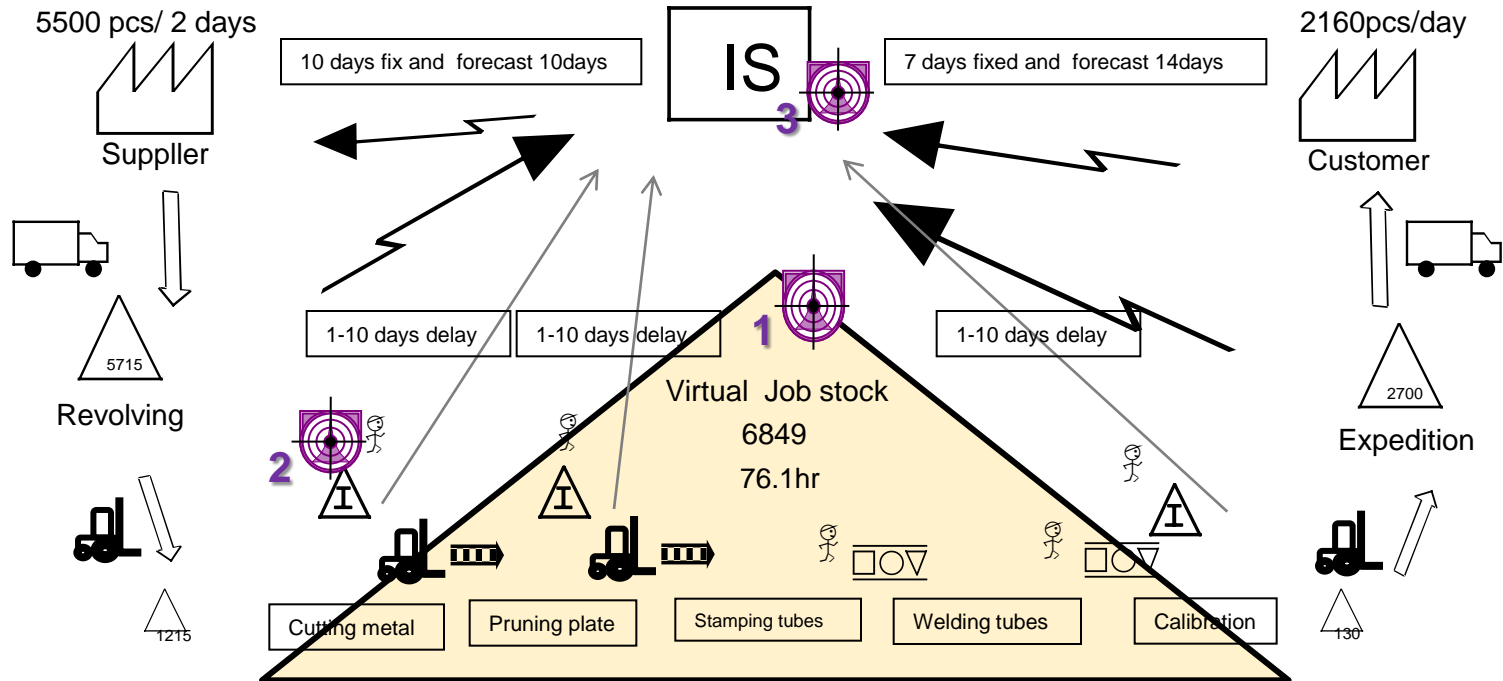 5500 pcs/ 2 days
2160pcs/day
10 days fix and  forecast 10days
IS
7 days fixed and  forecast 14days
3
Suppller
Customer
1-10 days delay
1-10 days delay
1
1-10 days delay
5715
2700
Revolving
Virtual  Job stock
Expedition
6849
76.1hr
2
I
I
I
1215
Cutting metal
Pruning plate
Stamping tubes
Welding tubes
Calibration
130